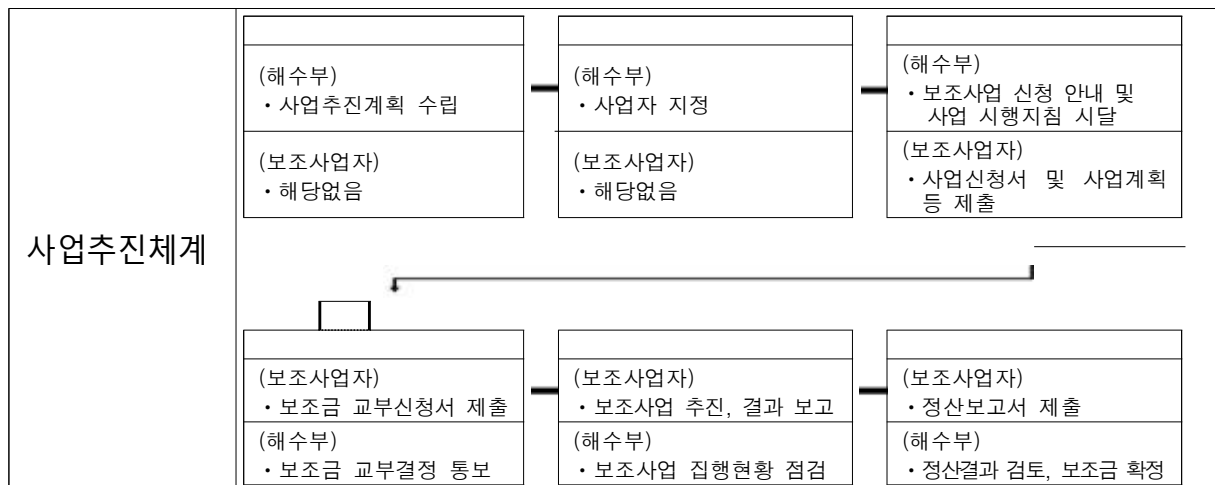 사업추진체계
(해수부)
・사업추진계획 수립
(보조사업자)
・해당없음
(해수부)
・사업자 지정
(보조사업자)
・해당없음
(해수부)
・보조사업 신청 안내 및
사업 시행지침 시달
(보조사업자)
・사업신청서 및 사업계획
등 제출
(보조사업자)
・보조금 교부신청서 제출
(해수부)
・보조금 교부결정 통보
(보조사업자)
・보조사업 추진, 결과 보고
(해수부)
・보조사업 집행현황 점검
(보조사업자)
・정산보고서 제출
(해수부)
・정산결과 검토, 보조금 확정